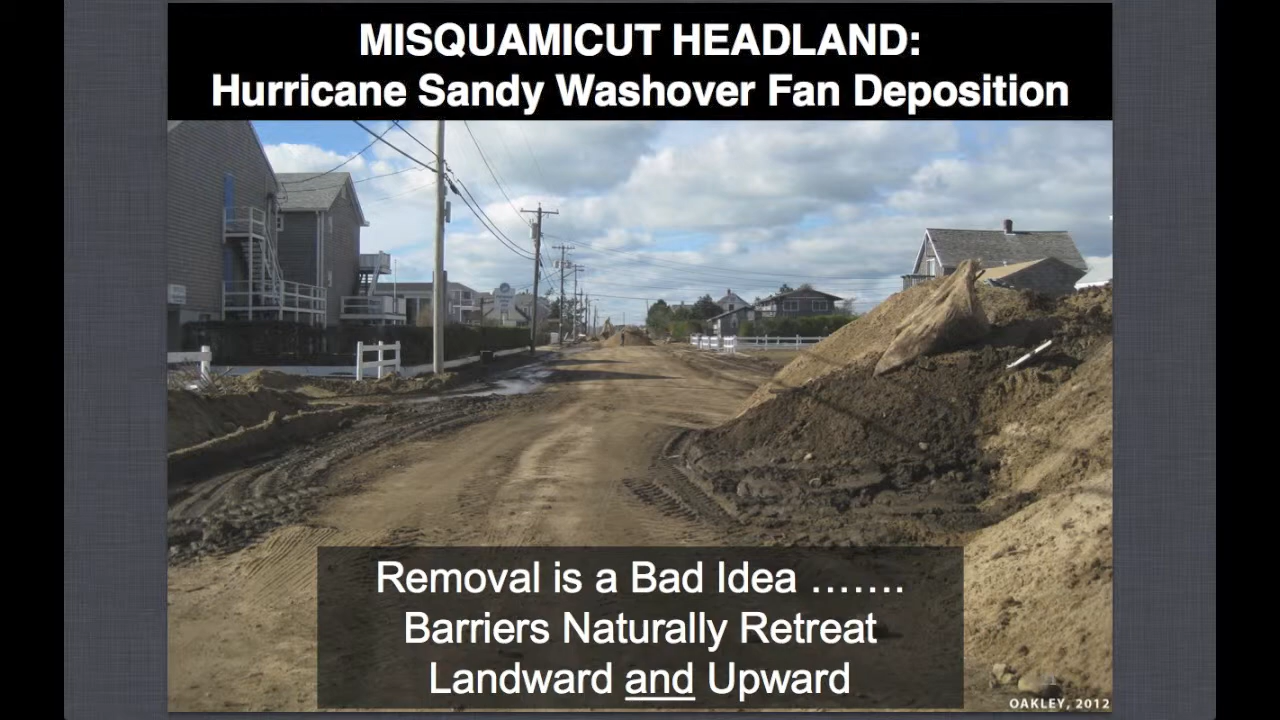 MISQUAMICUT HEADLAND:
Hurricane Sandy Washover Fan Deposition
Removal is a Bad Idea …….
Barriers Naturally Retreat
Landward and Upward
OAKLEY, 2012